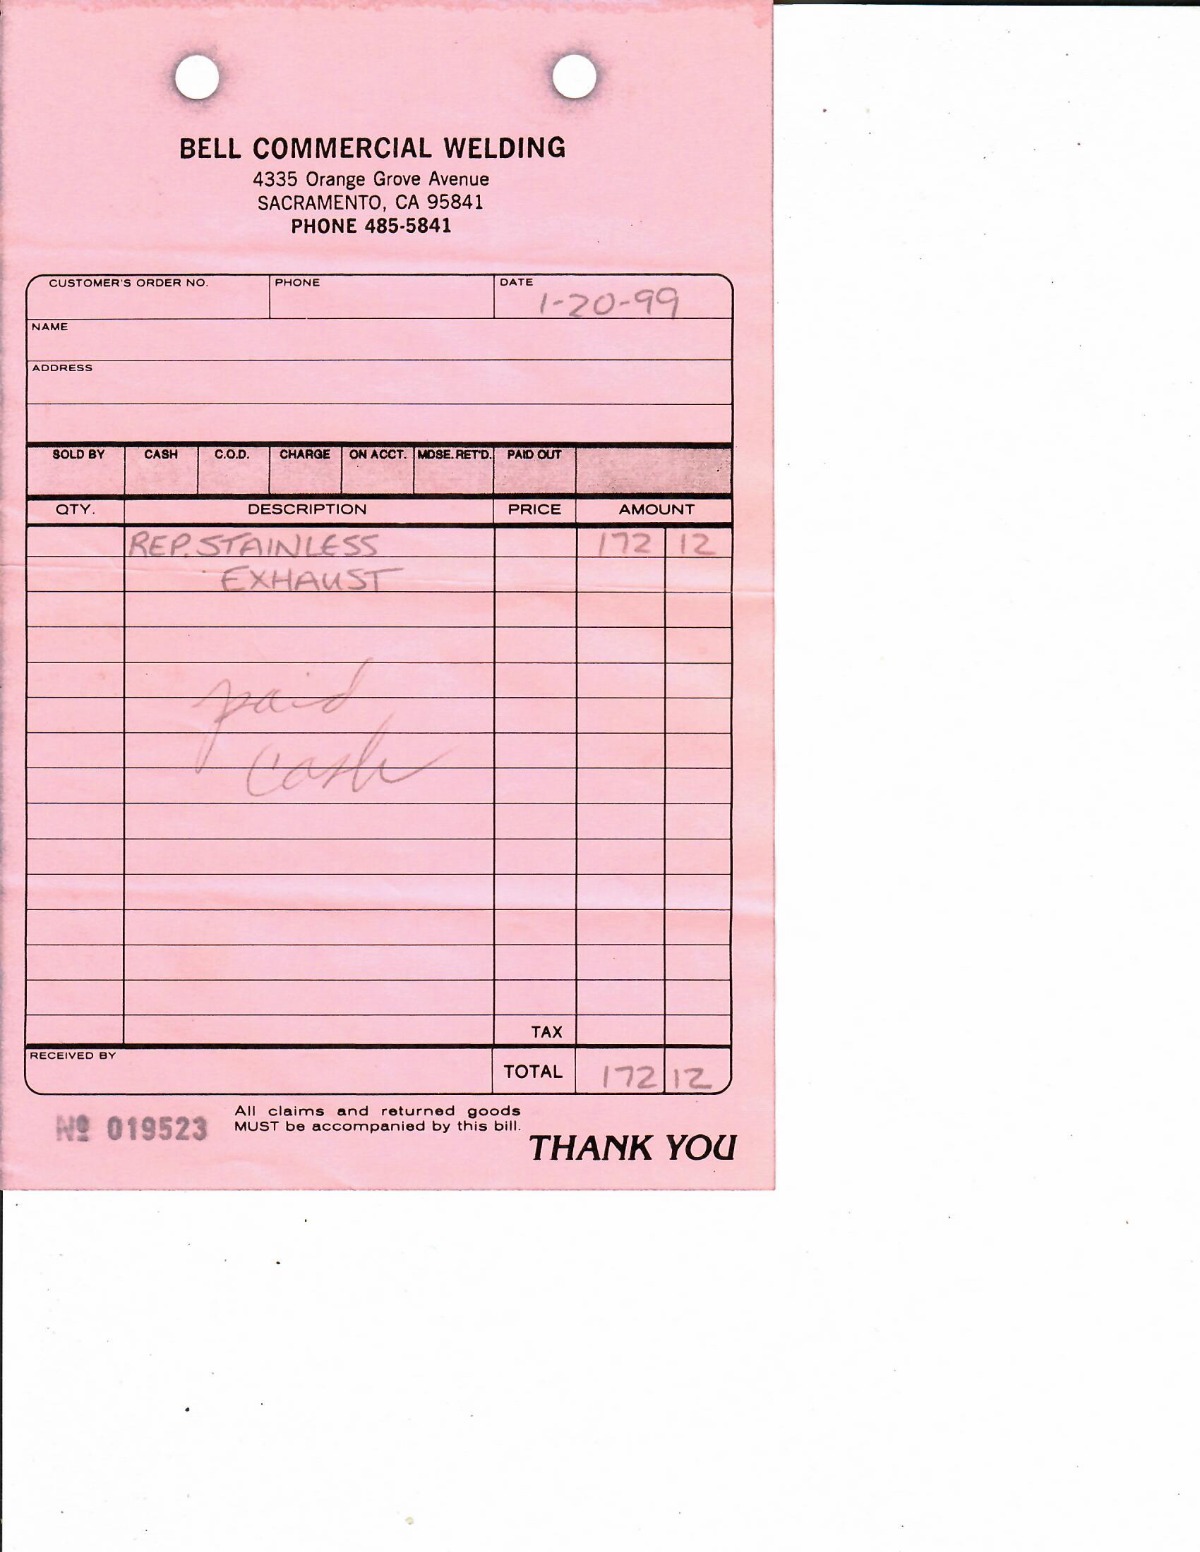 BELL COMMERCIAL WELDING
4335 Orange Grove Avenue
SACRAMENTO, CA 95841
PHONE 485-5841
CUSTOMER'S ORDER NO. PHONE DATE
1-20-99
NAME
ADDRESS
SOLD BY CASH C.O.D. CHARGE ON ACCT. MDSE. RET'D. PAID OUT
QTY. DESCRIPTION PRICE AMOUNT
REP. STAINLESS 172 12
EXHAUST
paid
cash
TAX
RECEIVED BY
TOTAL 172 12
№ 019523
All claims and returned goods
MUST be accompanied by this bill.
THANK YOU